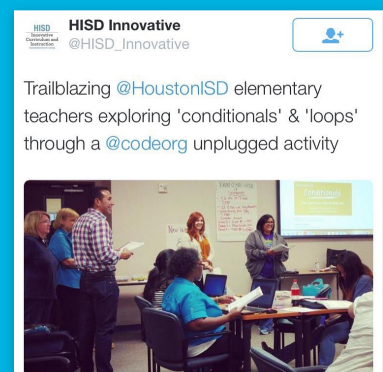 HISD
Innovative
Curriculum and
Instruction
HISD Innovative
@HISD_Innovative
Trailblazing @HoustonISD elementary
teachers exploring 'conditionals' & 'loops'
through a @codeorg unplugged activity
Conditionals